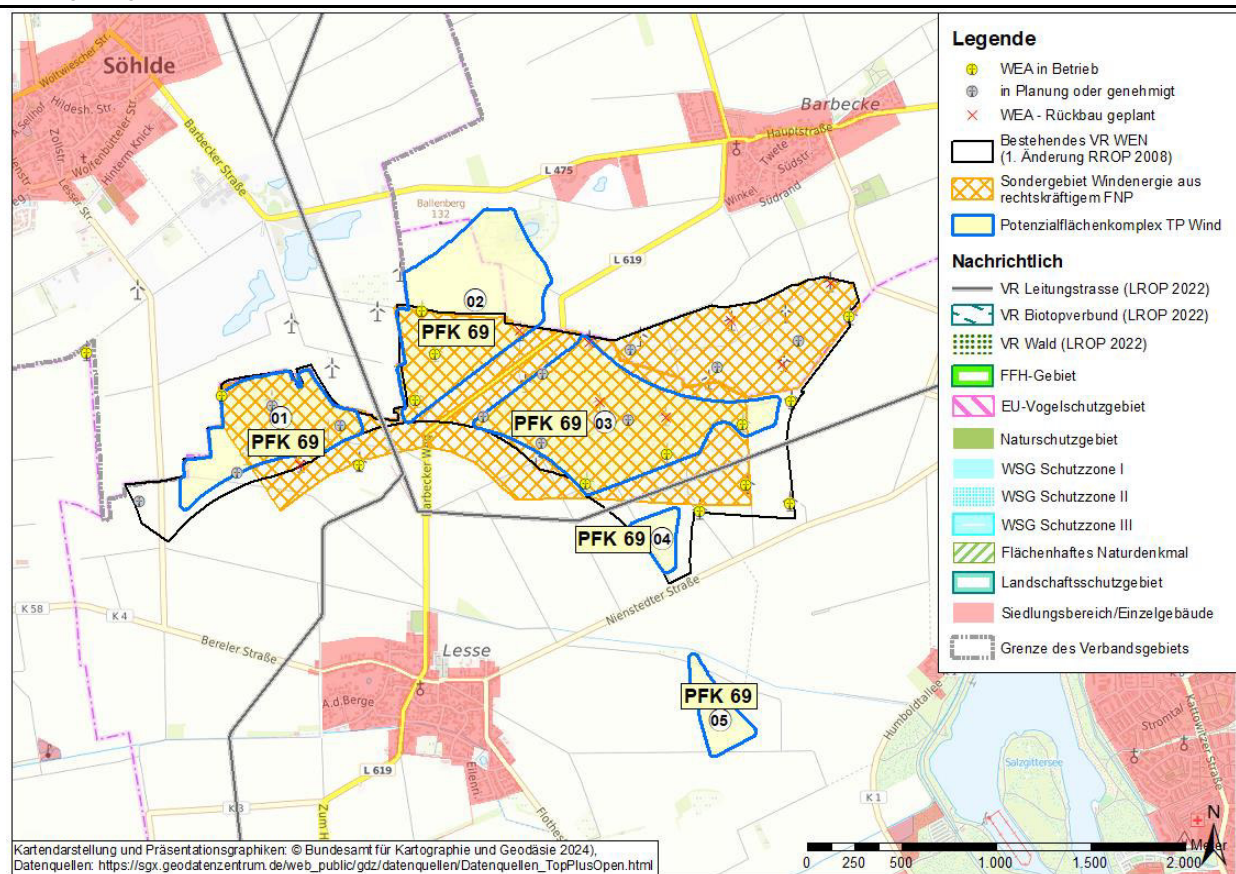 Söhlde
Woltwiescher Str.
Hildesh. Str.
A Sellhof
Zollstr.
Wolfenbütteler Str.
Hinterm Knick
Lesser Str.
Barbecker Straße
Barbecke
Hauptstraße
Twete
Südstr.
Winkel
Südrand
L 475
Ballenberg
132
L 619
02
PFK 69
01
PFK 69
PFK 69
03
PFK 69
04
Barbecker Weg
Nienstedter Straße
K 58
K 4
Bereler Straße
Lesse
A.d.Berge
PFK 69
05
L 619
K 3
K 1
Humboldtallee
Salzgittersee
Stromtal
Kattowitzer Straße
Legende
WEA in Betrieb
in Planung oder genehmigt
WEA - Rückbau geplant
Bestehendes VR WEN
(1. Änderung RROP 2008)
Sondergebiet Windenergie aus
rechtskräftigem FNP
Potenzialflächenkomplex TP Wind
Nachrichtlich
VR Leitungstrasse (LROP 2022)
VR Biotopverbund (LROP 2022)
VR Wald (LROP 2022)
FFH-Gebiet
EU-Vogelschutzgebiet
Naturschutzgebiet
WSG Schutzzone I
WSG Schutzzone II
WSG Schutzzone III
Flächenhaftes Naturdenkmal
Landschaftsschutzgebiet
Siedlungsbereich/Einzelgebäude
Grenze des Verbandsgebiets
N
Meter
0 250 500 1.000 1.500 2.000
Kartendarstellung und Präsentationsgraphiken: © Bundesamt für Kartographie und Geodäsie 2024),
Datenquellen: https://sgx.geodatenzentrum.de/web_public/gdz/datenquellen/Datenquellen_TopPlusOpen.html